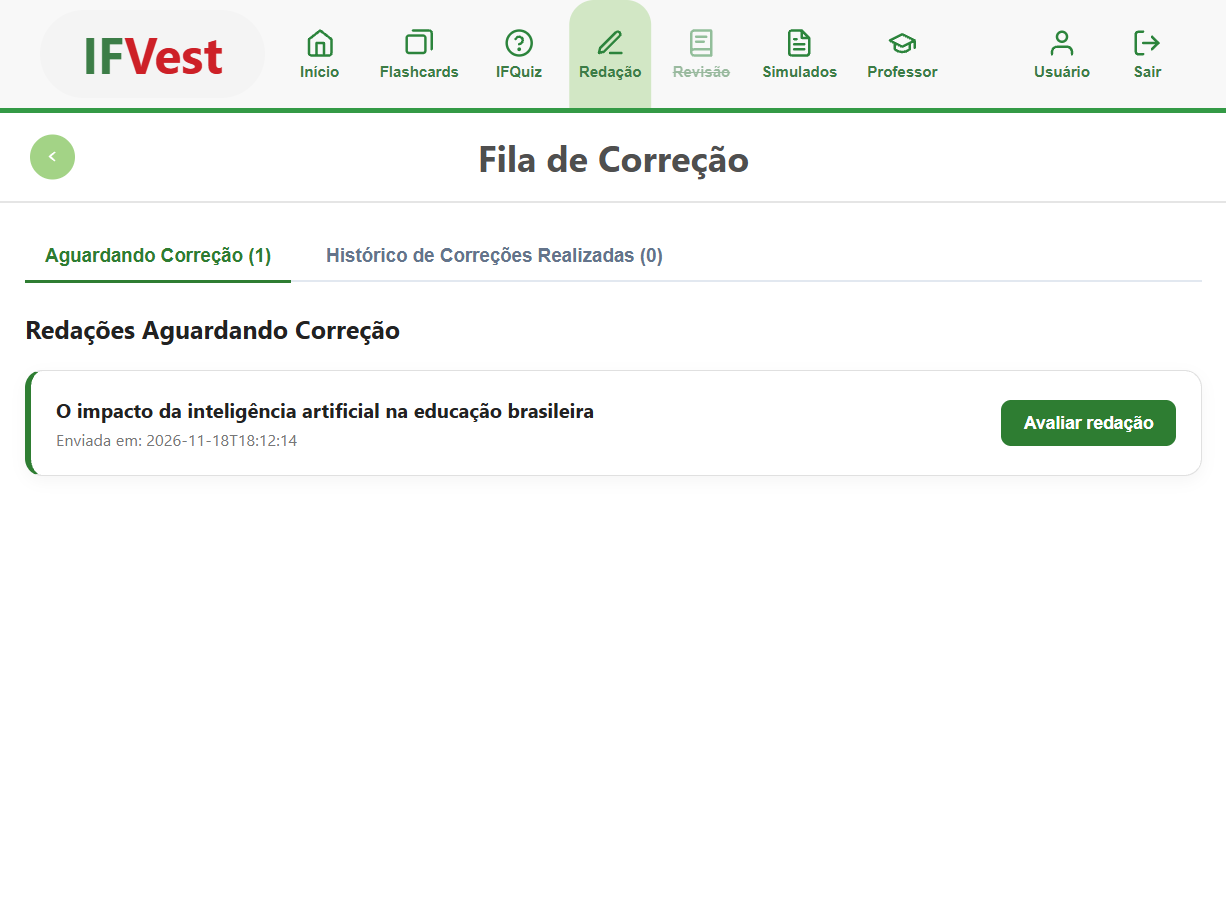 IFVest
Início
Flashcards
IFQuiz
Redação
Revisão
Simulados
Professor
Usuário
Sair
Fila de Correção
Aguardando Correção (1)
Histórico de Correções Realizadas (0)
Redações Aguardando Correção
O impacto da inteligência artificial na educação brasileira
Enviada em: 2026-11-18T18:12:14
Avaliar redação